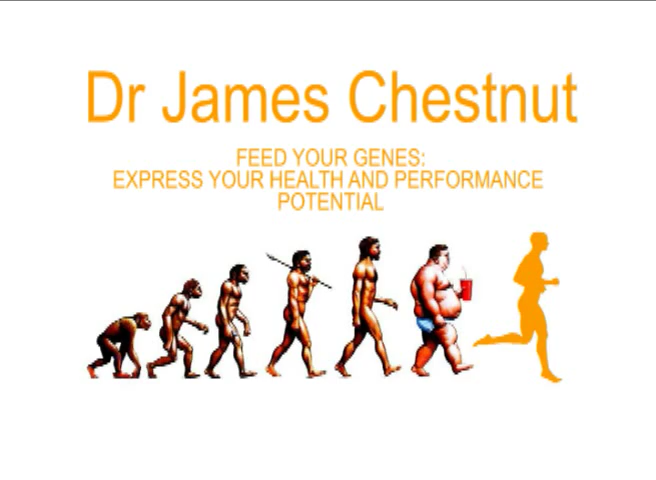 Dr James Chestnut
FEED YOUR GENES:
EXPRESS YOUR HEALTH AND PERFORMANCE
POTENTIAL